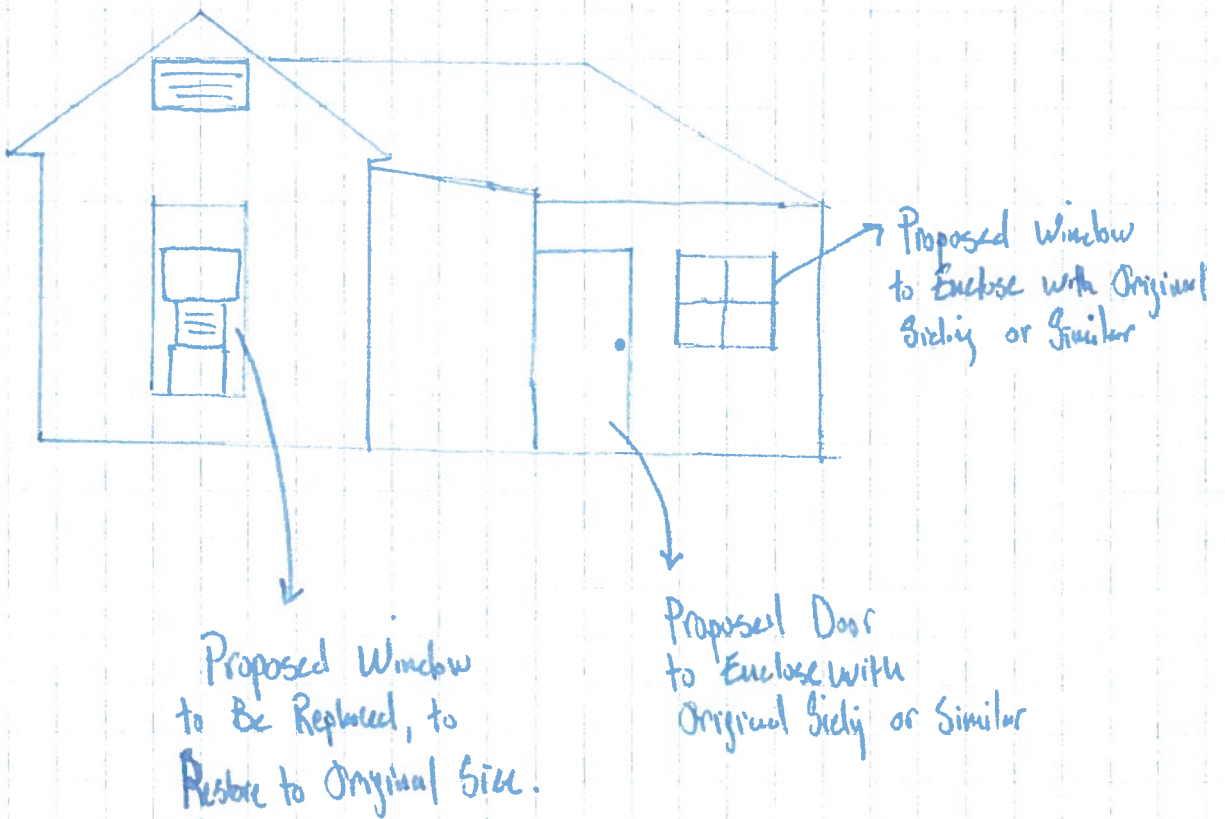 Proposed Window
to Enclose with Original
Siding or Similar
Proposed Door
to Enclose with
Original Siding or Similar
Proposed Window
to Be Replaced, to
Restore to Original Size.